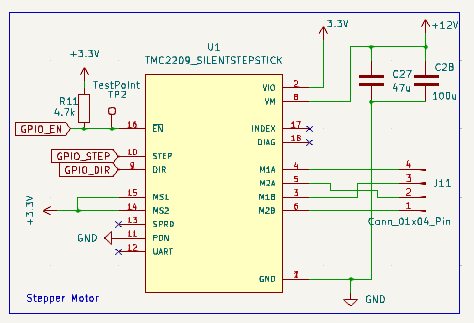 3.3V
+12V
+3.3V
U1
TMC2209_SILENTSTEPSTICK
TestPoint
TP2
R11
4.7k
C27
47u
C28
100u
VIO 2
VM 8
GPIO_EN 16 EN
INDEX 17
DIAG 18
GPIO_STEP 10 STEP
GPIO_DIR 9 DIR
M1A 4 4
M2A 5 3
M1B 3 2
M2B 6 1
J11
Conn_01x04_Pin
+3.3V
15 MS1
14 MS2
13 SPRD
GND 11 PDN
12 UART
GND 7
GND
Stepper Motor